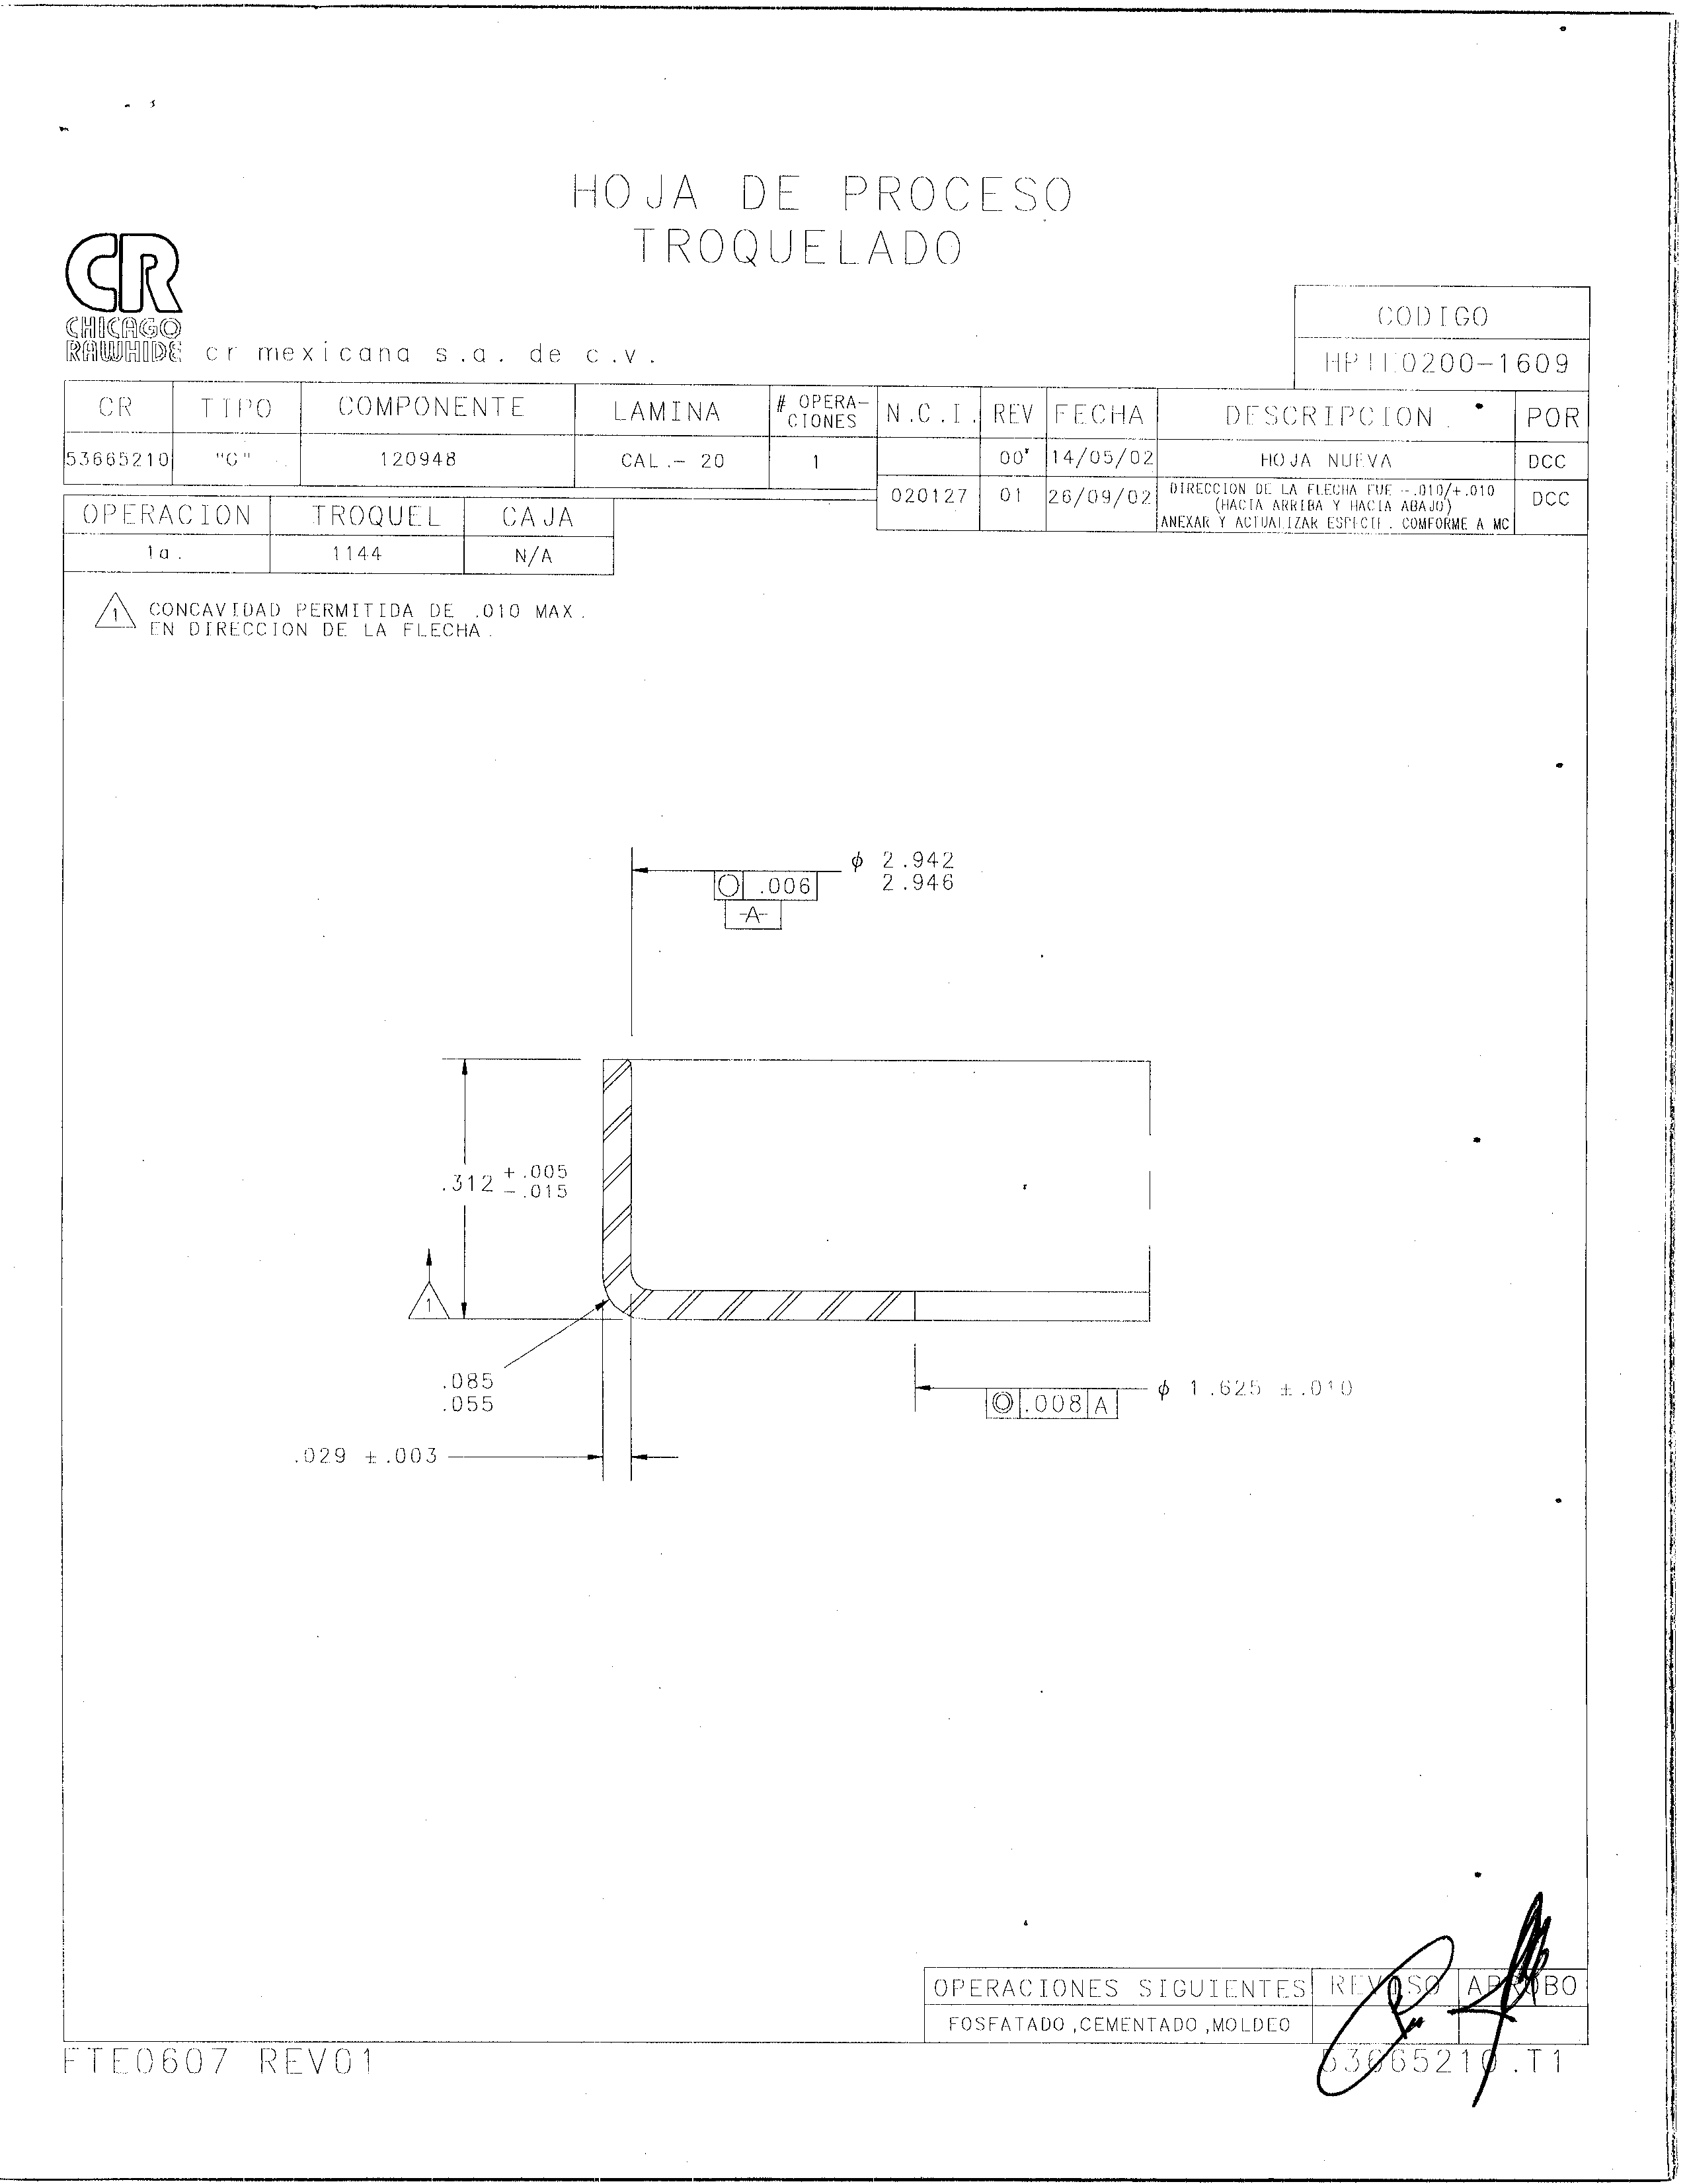 HOJA DE PROCESO
TROQUELADO
CR
CHICAGO
RAWHIDE cr mexicana s.a. de c.v.
CODIGO
0200-1609
CR TIPO COMPONENTE LAMINA # OPERA-CIONES N.C.I. REV FECHA DESCRIPCION POR
53665210 "G" 120948 CAL.- 20 1 00 14/05/02 HOJA NUEVA DCC
020127 01 26/09/02 DIRECCION DE LA FLECHA FUE -.010/+.010
(HACIA ARRIBA Y HACIA ABAJO)
ANEXAR Y ACTUALIZAR ESPECIF. COMFORME A MC DCC
OPERACION TROQUEL CAJA
1a. 1144 N/A
1 CONCAVIDAD PERMITIDA DE .010 MAX.
EN DIRECCION DE LA FLECHA.
ϕ 2.942
2.946
.006
-A-
.312 +.005
-.015
1
.085
.055
.008 A
ϕ 1.625 ±.010
.029 ±.003
OPERACIONES SIGUIENTES REVISO APROBO
FOSFATADO,CEMENTADO,MOLDEO
FTE0607 REV01
53665210.T1